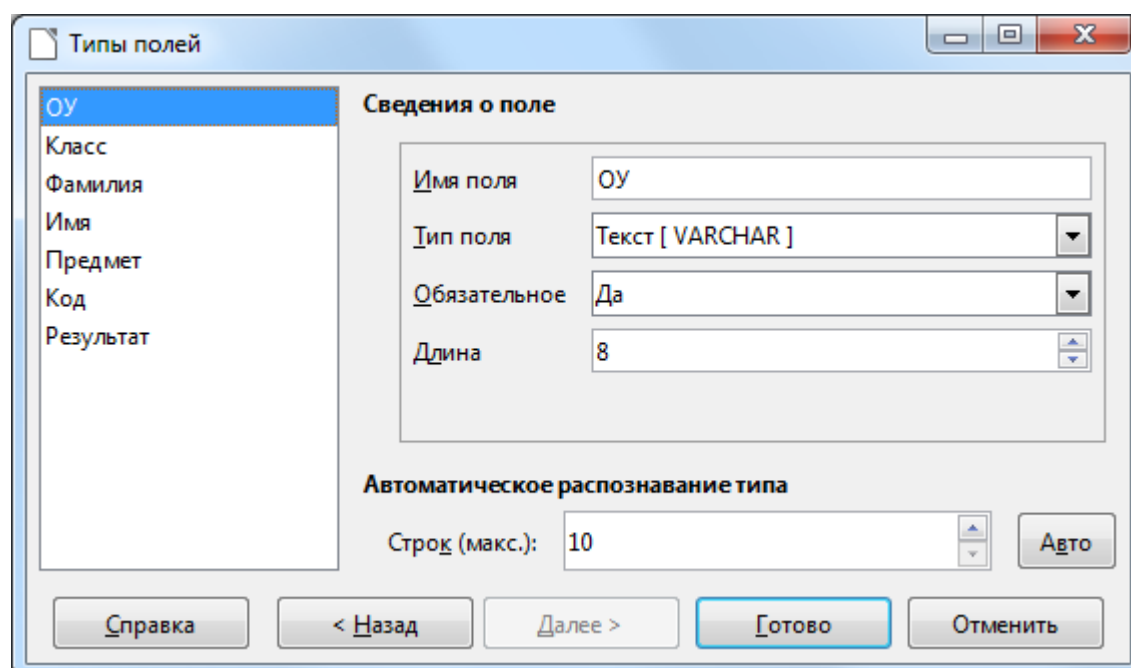 Типы полей
ОУ
Класс
Фамилия
Имя
Предмет
Код
Результат
Сведения о поле
Имя поля ОУ
Тип поля Текст [ VARCHAR ]
Обязательное Да
Длина 8
Автоматическое распознавание типа
Строк (макс.): 10 Авто
Справка < Назад Далее > Готово Отменить